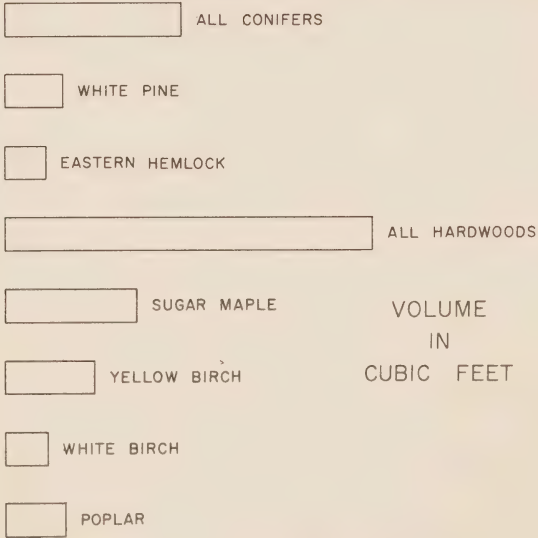 ALL CONIFERS
WHITE PINE
EASTERN HEMLOCK
ALL HARDWOODS
SUGAR MAPLE
VOLUME
IN
CUBIC FEET
YELLOW BIRCH
WHITE BIRCH
POPLAR